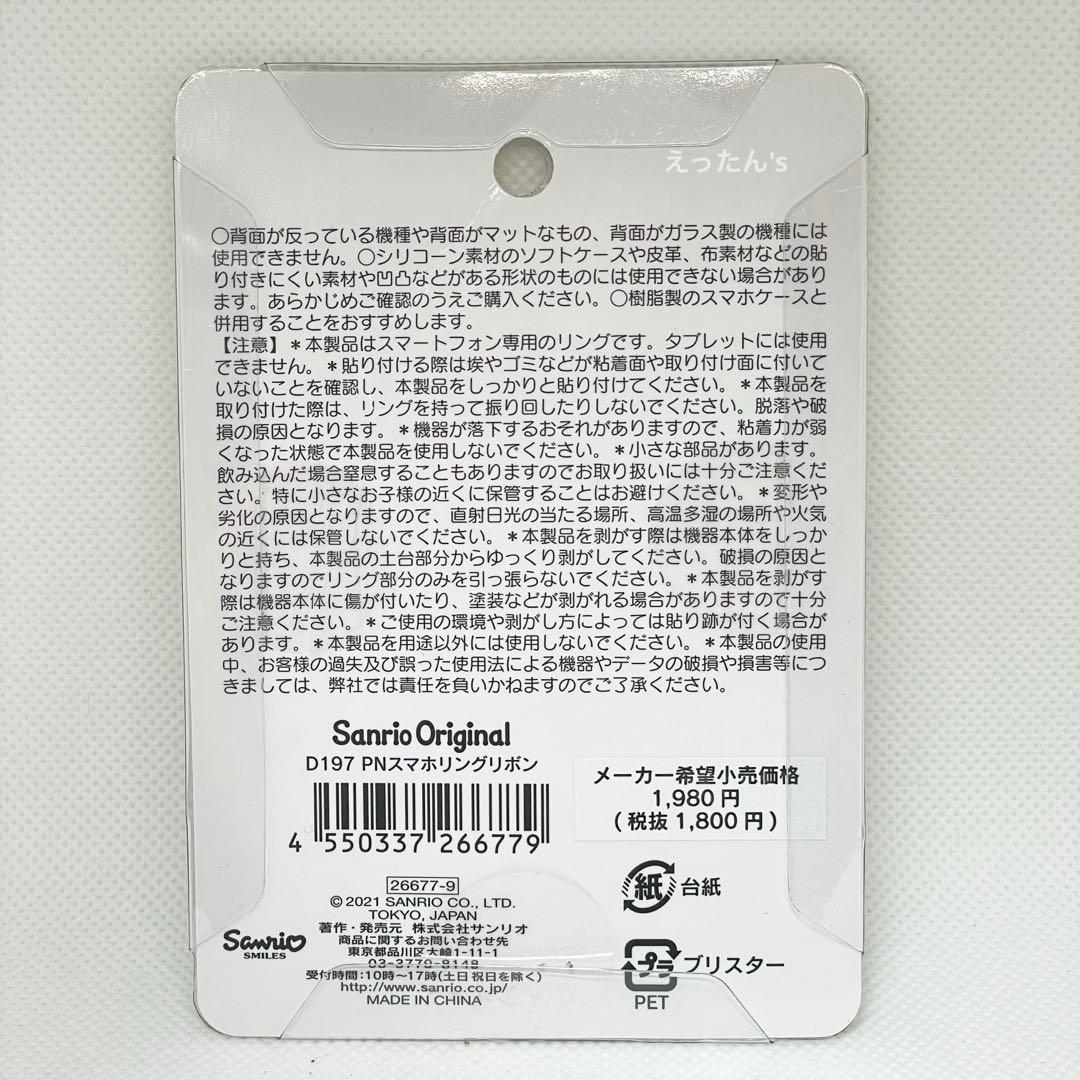 えったん's
〇背面が反っている機種や背面がマットなもの、背面がガラス製の機種には
使用できません。〇シリコーン素材のソフトケースや皮革、布素材などの貼
り付きにくい素材や凹凸などがある形状のものには使用できない場合があり
ます。あらかじめご確認のうえご購入ください。〇樹脂製のスマホケースと
併用することをおすすめします。
【注意】＊本製品はスマートフォン専用のリングです。タブレットには使用
できません。＊貼り付ける際は埃やゴミなどが粘着面や取り付け面に付いて
いないことを確認し、本製品をしっかりと貼り付けてください。＊本製品を
取り付けた際は、リングを持って振り回したりしないでください。脱落や破
損の原因となります。＊機器が落下するおそれがありますので、粘着力が弱
くなった状態で本製品を使用しないでください。＊小さな部品があります。
飲み込んだ場合窒息することもありますのでお取り扱いには十分ご注意くだ
さい。特に小さなお子様の近くに保管することはお避けください。＊変形や
劣化の原因となりますので、直射日光の当たる場所、高温多湿の場所や火気
の近くには保管しないでください。＊本製品を剥がす際は機器本体をしっか
りと持ち、本製品の土台部分からゆっくり剥がしてください。破損の原因と
なりますのでリング部分のみを引っ張らないでください。＊本製品を剥がす
際は機器本体に傷が付いたり、塗装などが剥がれる場合がありますので十分
ご注意ください。＊ご使用の環境や剥がし方によっては貼り跡が付く場合が
あります。＊本製品を用途以外には使用しないでください。＊本製品の使用
中、お客様の過失及び誤った使用法による機器やデータの破損や損害等につ
きましては、弊社では責任を負いかねますのでご了承ください。
Sanrio Original
D197 PNスマホリングリボン
4 550337 266779
メーカー希望小売価格
1,980円
(税抜1,800円)
紙 台紙
26677-9
© 2021 SANRIO CO., LTD.
TOKYO, JAPAN
著作・発売元 株式会社サンリオ
商品に関するお問い合わせ先
東京都品川区大崎1-11-1
03-3779-8148
受付時間:10時〜17時(土日祝日を除く)
http://www.sanrio.co.jp/
MADE IN CHINA
Sanrio
SMILES
プラ ブリスター
PET